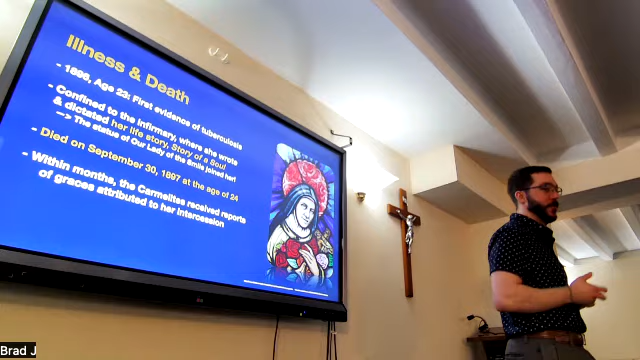 Illness & Death
- 1896, Age 23: First evidence of tuberculosis
- Confined to the infirmary, where she wrote
& dictated her life story, Story of a Soul
—> The statue of Our Lady of the Smile joined her!
- Died on September 30, 1897 at the age of 24
- Within months, the Carmelites received reports
of graces attributed to her intercession
Brad J